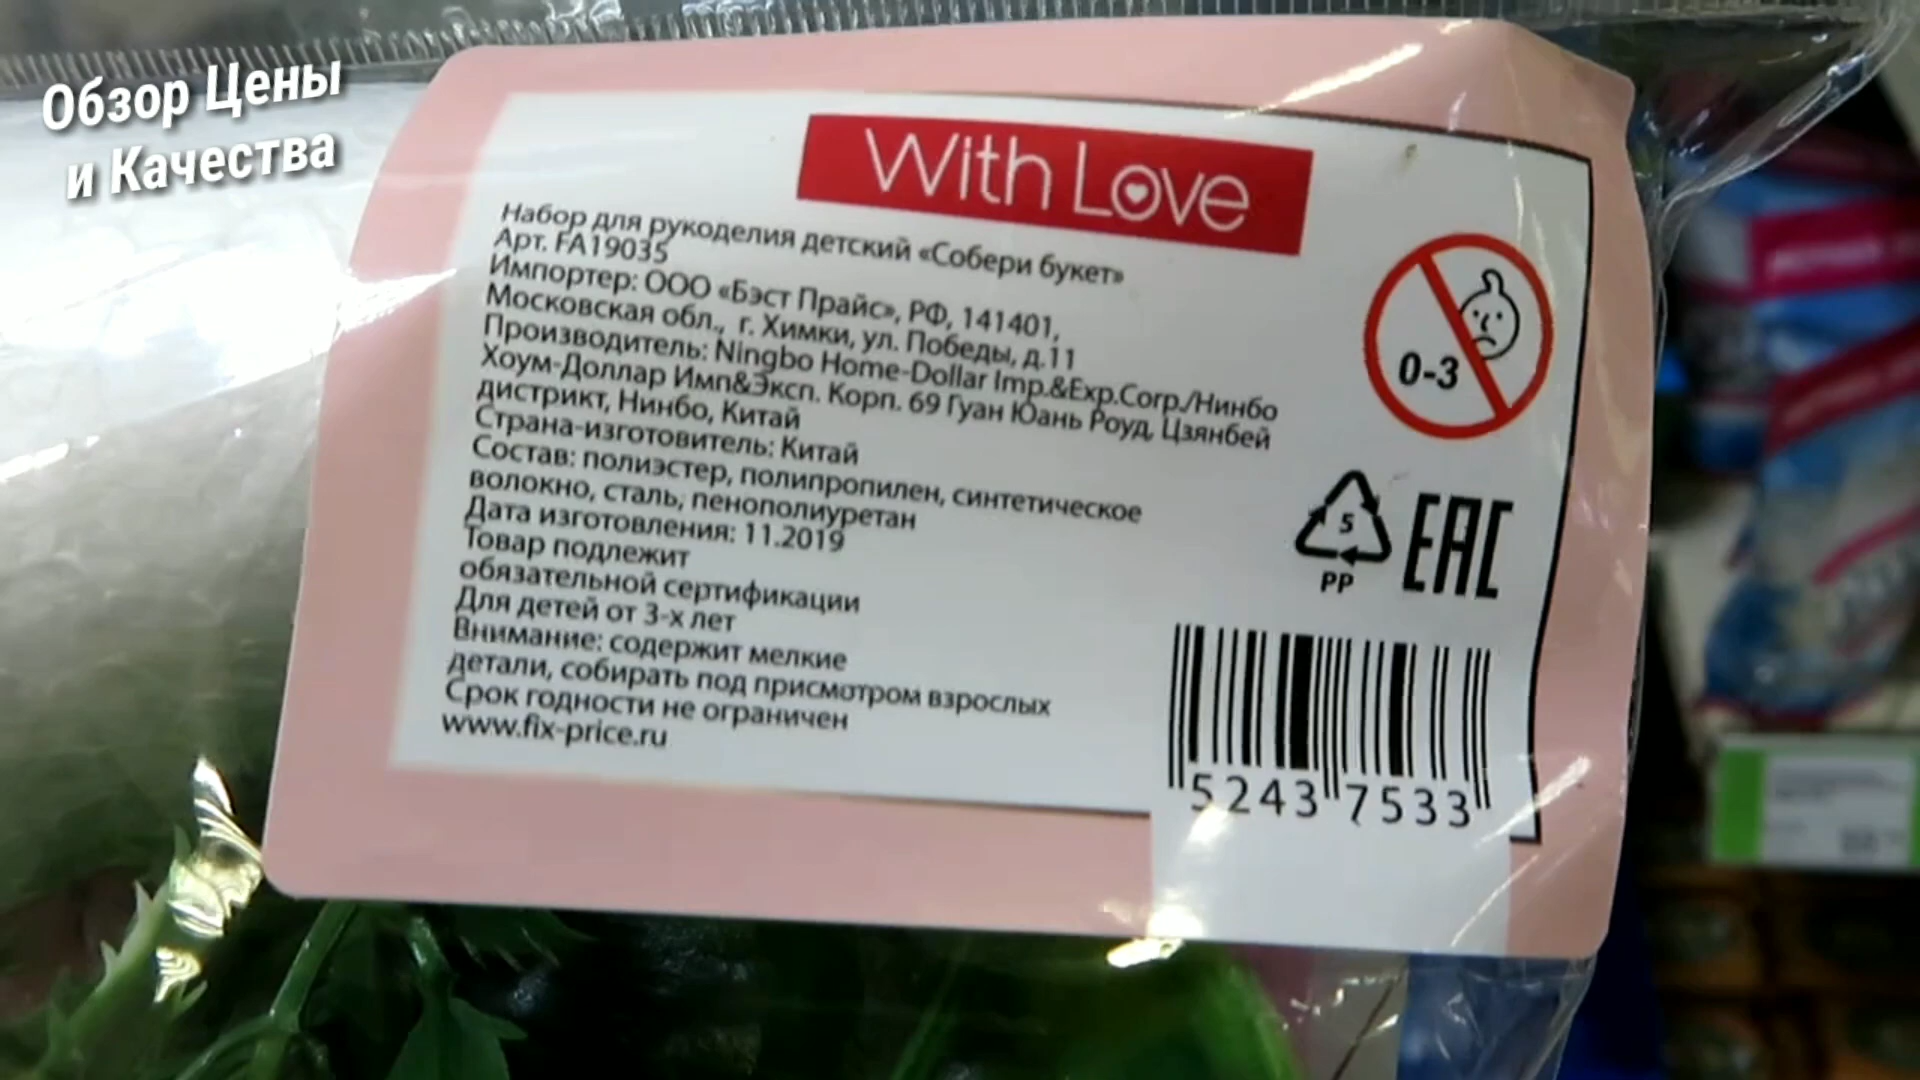 Обзор Цены
и Качества
With Love
Набор для рукоделия детский «Собери букет»
Арт. FA19035
Импортер: ООО «Бэст Прайс», РФ, 141401,
Московская обл., г. Химки, ул. Победы, д.11
Производитель: Ningbo Home-Dollar Imp.&Exp.Corp./Нинбо
Хоум-Доллар Имп&Эксп. Корп. 69 Гуан Юань Роуд, Цзянбей
дистрикт, Нинбо, Китай
Страна-изготовитель: Китай
Состав: полиэстер, полипропилен, синтетическое
волокно, сталь, пенополиуретан
Дата изготовления: 11.2019
Товар подлежит
обязательной сертификации
Для детей от 3-х лет
Внимание: содержит мелкие
детали, собирать под присмотром взрослых
Срок годности не ограничен
www.fix-price.ru
0-3
5
PP
EAC
5243 7533